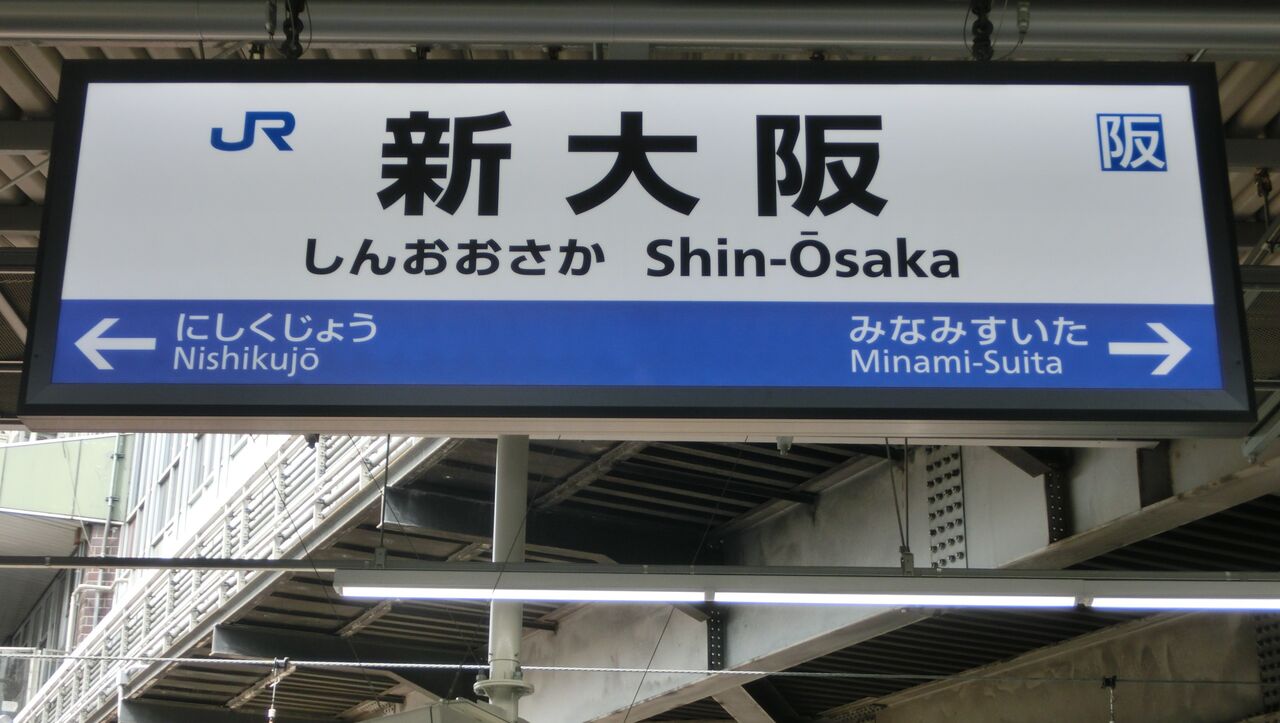 JR 新大阪 阪
しんおおさか Shin-Ōsaka
にしくじょう
Nishikujō
みなみすいた
Minami-Suita